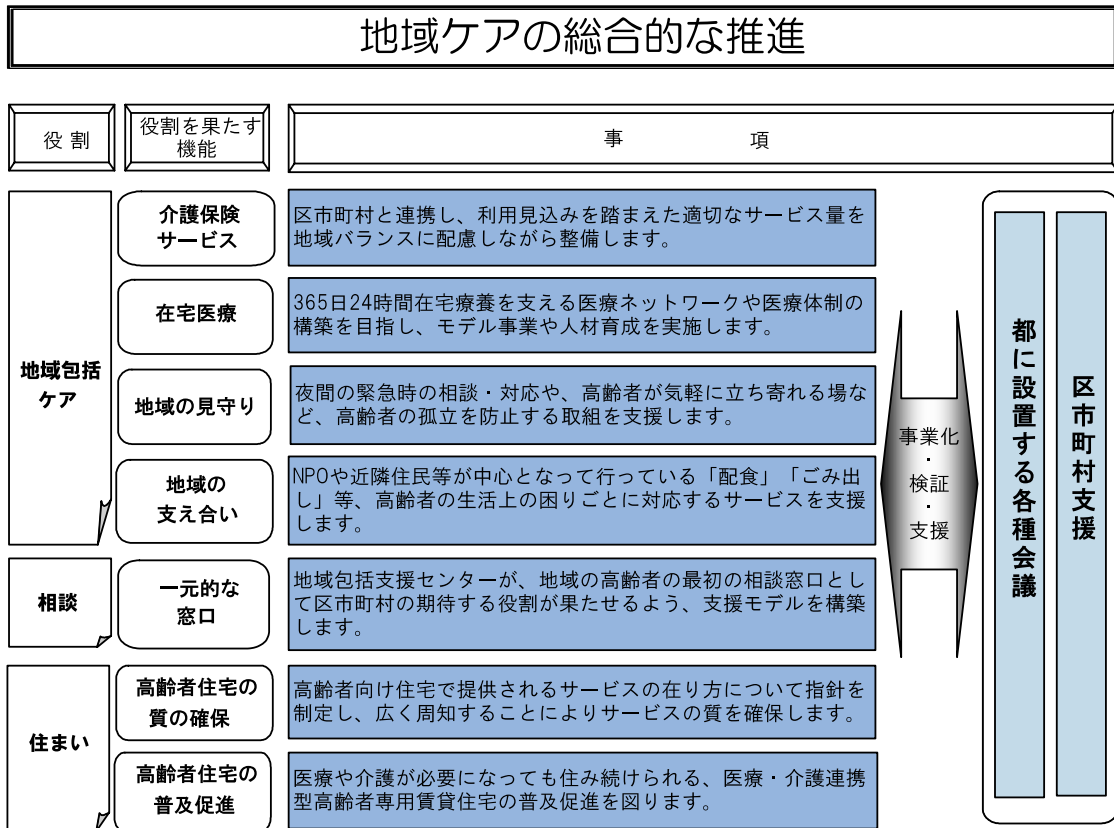 地域ケアの総合的な推進
役 割
役割を果たす
機能
事 項
地域包括
ケア
介護保険
サービス
区市町村と連携し、利用見込みを踏まえた適切なサービス量を
地域バランスに配慮しながら整備します。
在宅医療
365日24時間在宅療養を支える医療ネットワークや医療体制の
構築を目指し、モデル事業や人材育成を実施します。
地域の見守り
夜間の緊急時の相談・対応や、高齢者が気軽に立ち寄れる場な
ど、高齢者の孤立を防止する取組を支援します。
地域の
支え合い
NPOや近隣住民等が中心となって行っている「配食」「ごみ出
し」等、高齢者の生活上の困りごとに対応するサービスを支援
します。
相談
一元的な
窓口
地域包括支援センターが、地域の高齢者の最初の相談窓口とし
て区市町村の期待する役割が果たせるよう、支援モデルを構築
します。
住まい
高齢者住宅の
質の確保
高齢者向け住宅で提供されるサービスの在り方について指針を
制定し、広く周知することによりサービスの質を確保します。
高齢者住宅の
普及促進
医療や介護が必要になっても住み続けられる、医療・介護連携
型高齢者専用賃貸住宅の普及促進を図ります。
事業化
・
検証
・
支援
都に設置する各種会議
区市町村支援